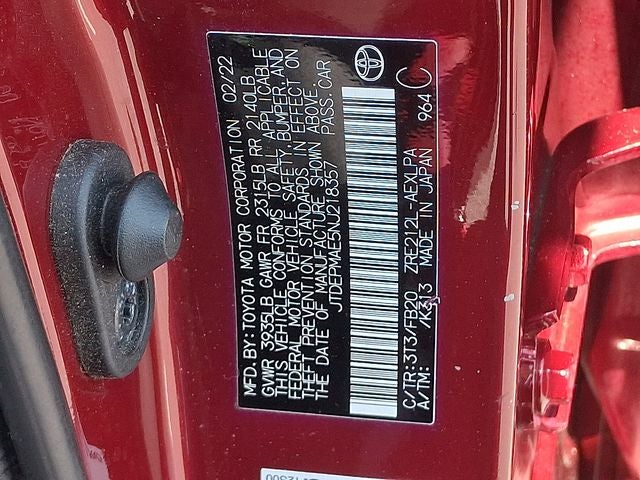 MFD. BY: TOYOTA MOTOR CORPORATION 02/22
GVWR 3935LB GAWR FR 2315LB RR 2140LB
THIS VEHICLE CONFORMS TO ALL APPLICABLE
FEDERAL MOTOR VEHICLE SAFETY, BUMPER, AND
THEFT PREVENTION STANDARDS IN EFFECT ON
THE DATE OF MANUFACTURE SHOWN ABOVE.
JTDEPMAE5NJ218357 PASS. CAR
C/TR: 3T3/FB20 ZRE212L-AEXLPA
A/TM: /K313 MADE IN JAPAN 964 C
12300